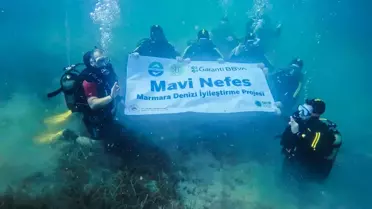 Garanti BBVA
Mavi Nefes
Marmara Denizi İyileştirme Projesi